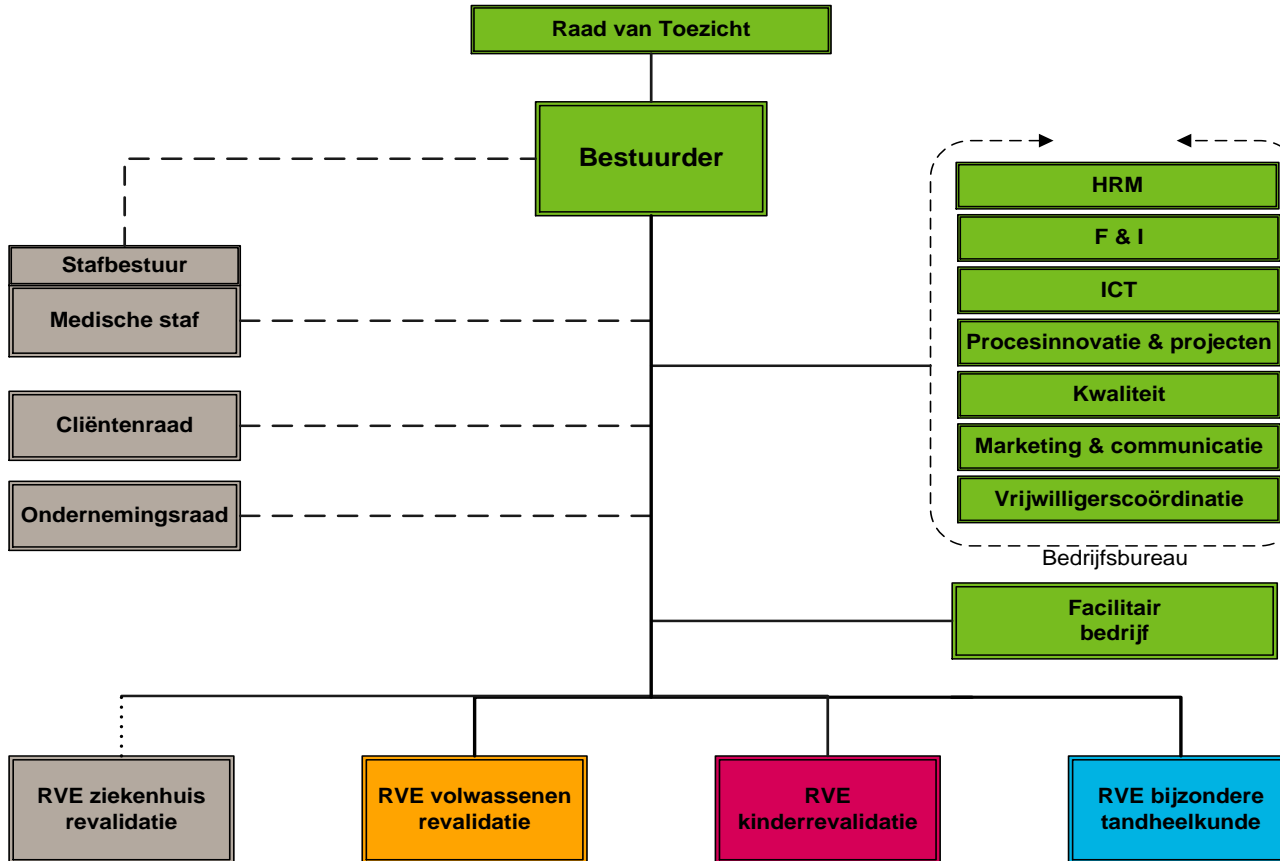 Raad van Toezicht
Bestuurder
Stafbestuur
Medische staf
Cliëntenraad
Ondernemingsraad
HRM
F & I
ICT
Procesinnovatie & projecten
Kwaliteit
Marketing & communicatie
Vrijwilligerscoördinatie
Bedrijfsbureau
Facilitair
bedrijf
RVE ziekenhuis
revalidatie
RVE volwassenen
revalidatie
RVE
kinderrevalidatie
RVE bijzondere
tandheelkunde